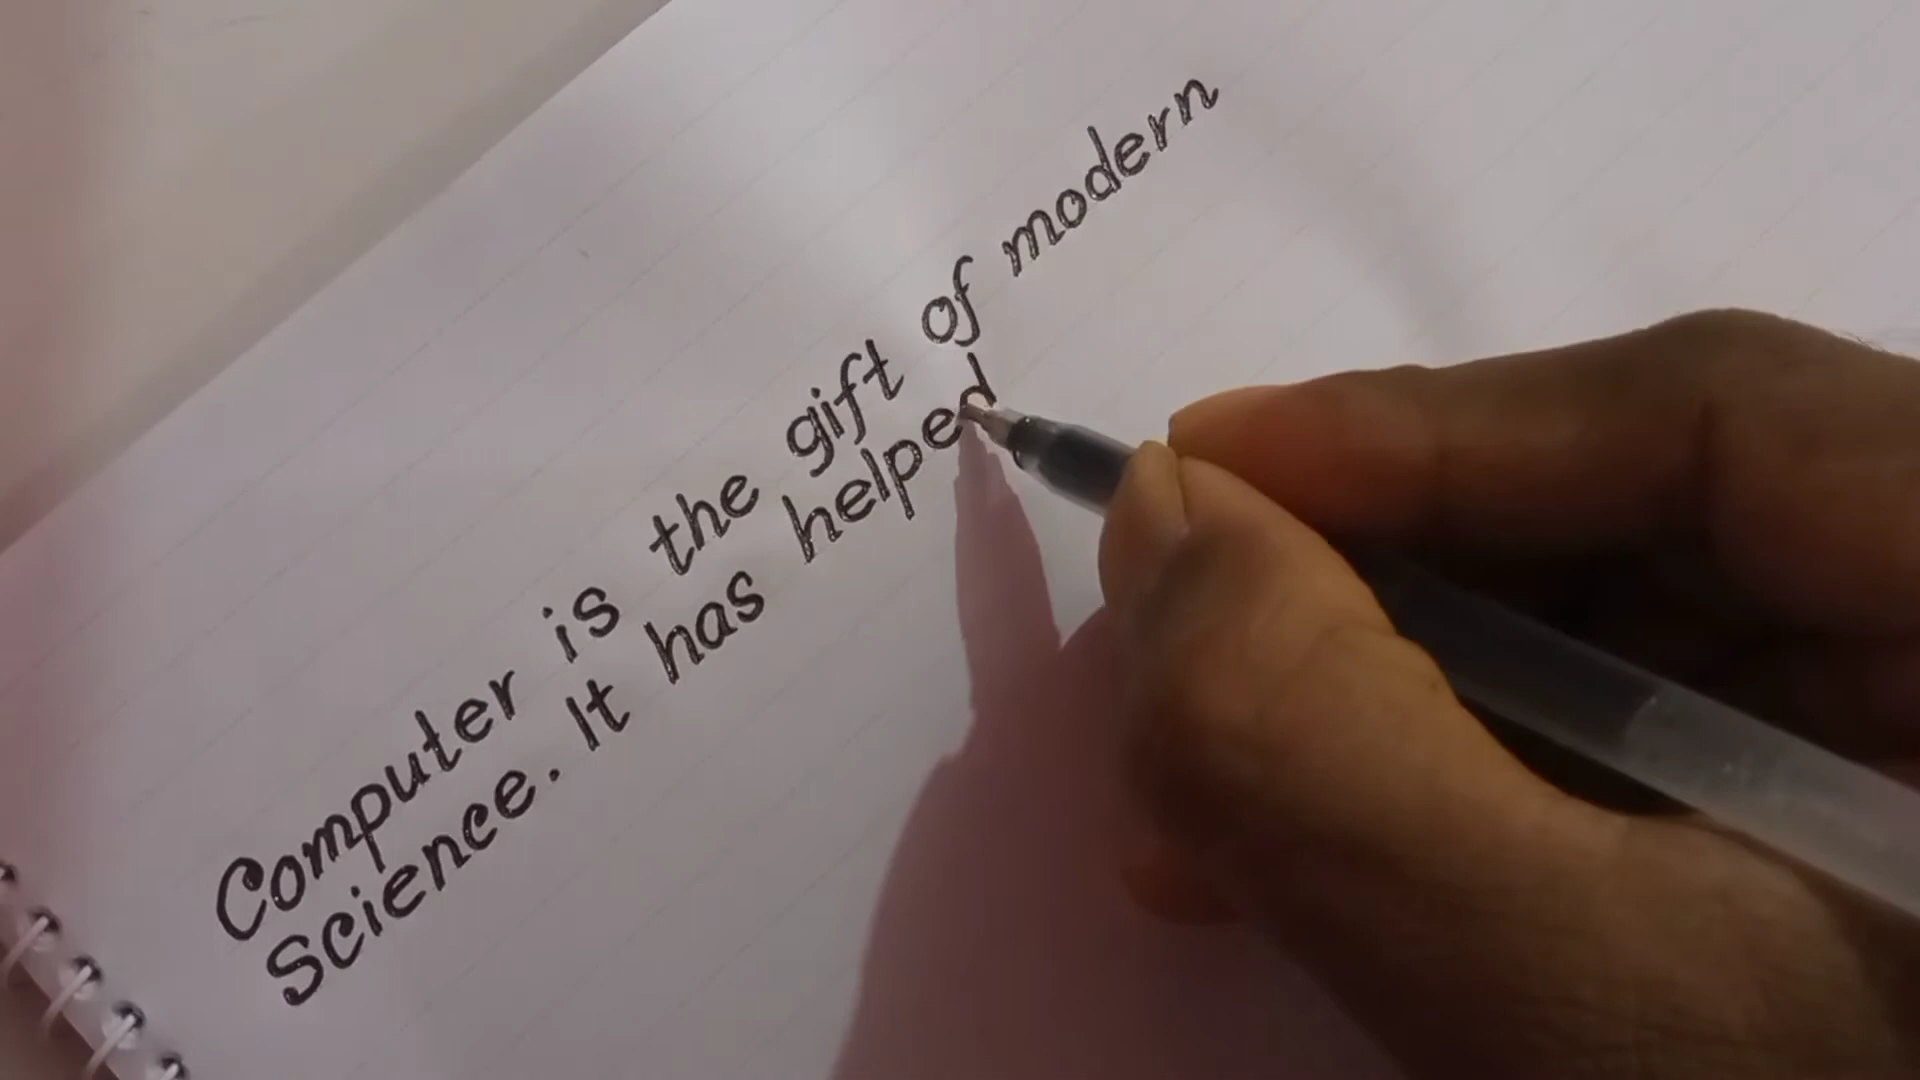 Computer is the gift of modern
Science. It has helped